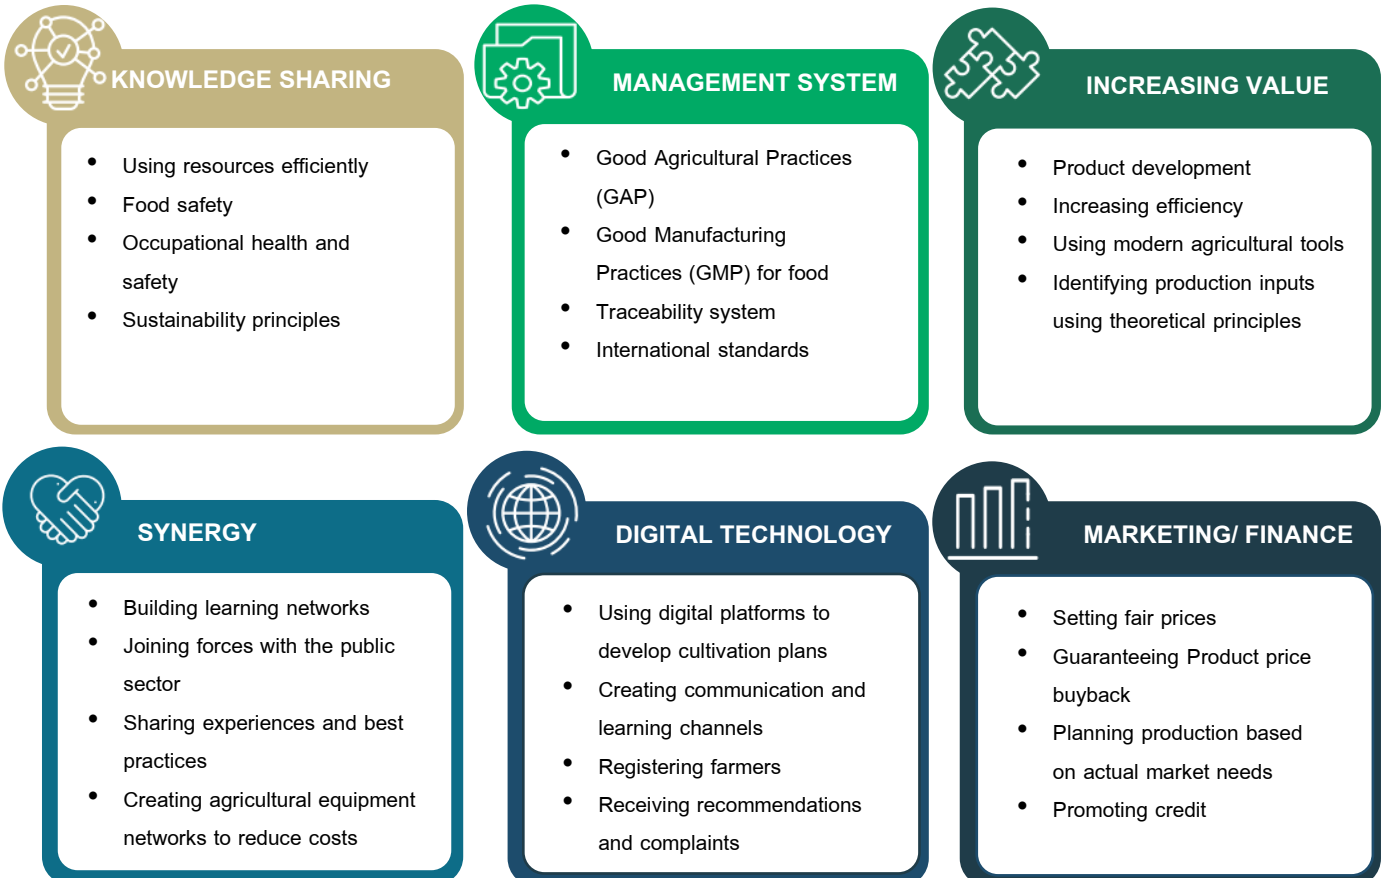 KNOWLEDGE SHARING
• Using resources efficiently
• Food safety
• Occupational health and
safety
• Sustainability principles
MANAGEMENT SYSTEM
• Good Agricultural Practices
(GAP)
• Good Manufacturing
Practices (GMP) for food
• Traceability system
• International standards
INCREASING VALUE
• Product development
• Increasing efficiency
• Using modern agricultural tools
• Identifying production inputs
using theoretical principles
SYNERGY
• Building learning networks
• Joining forces with the public
sector
• Sharing experiences and best
practices
• Creating agricultural equipment
networks to reduce costs
DIGITAL TECHNOLOGY
• Using digital platforms to
develop cultivation plans
• Creating communication and
learning channels
• Registering farmers
• Receiving recommendations
and complaints
MARKETING/ FINANCE
• Setting fair prices
• Guaranteeing Product price
buyback
• Planning production based
on actual market needs
• Promoting credit